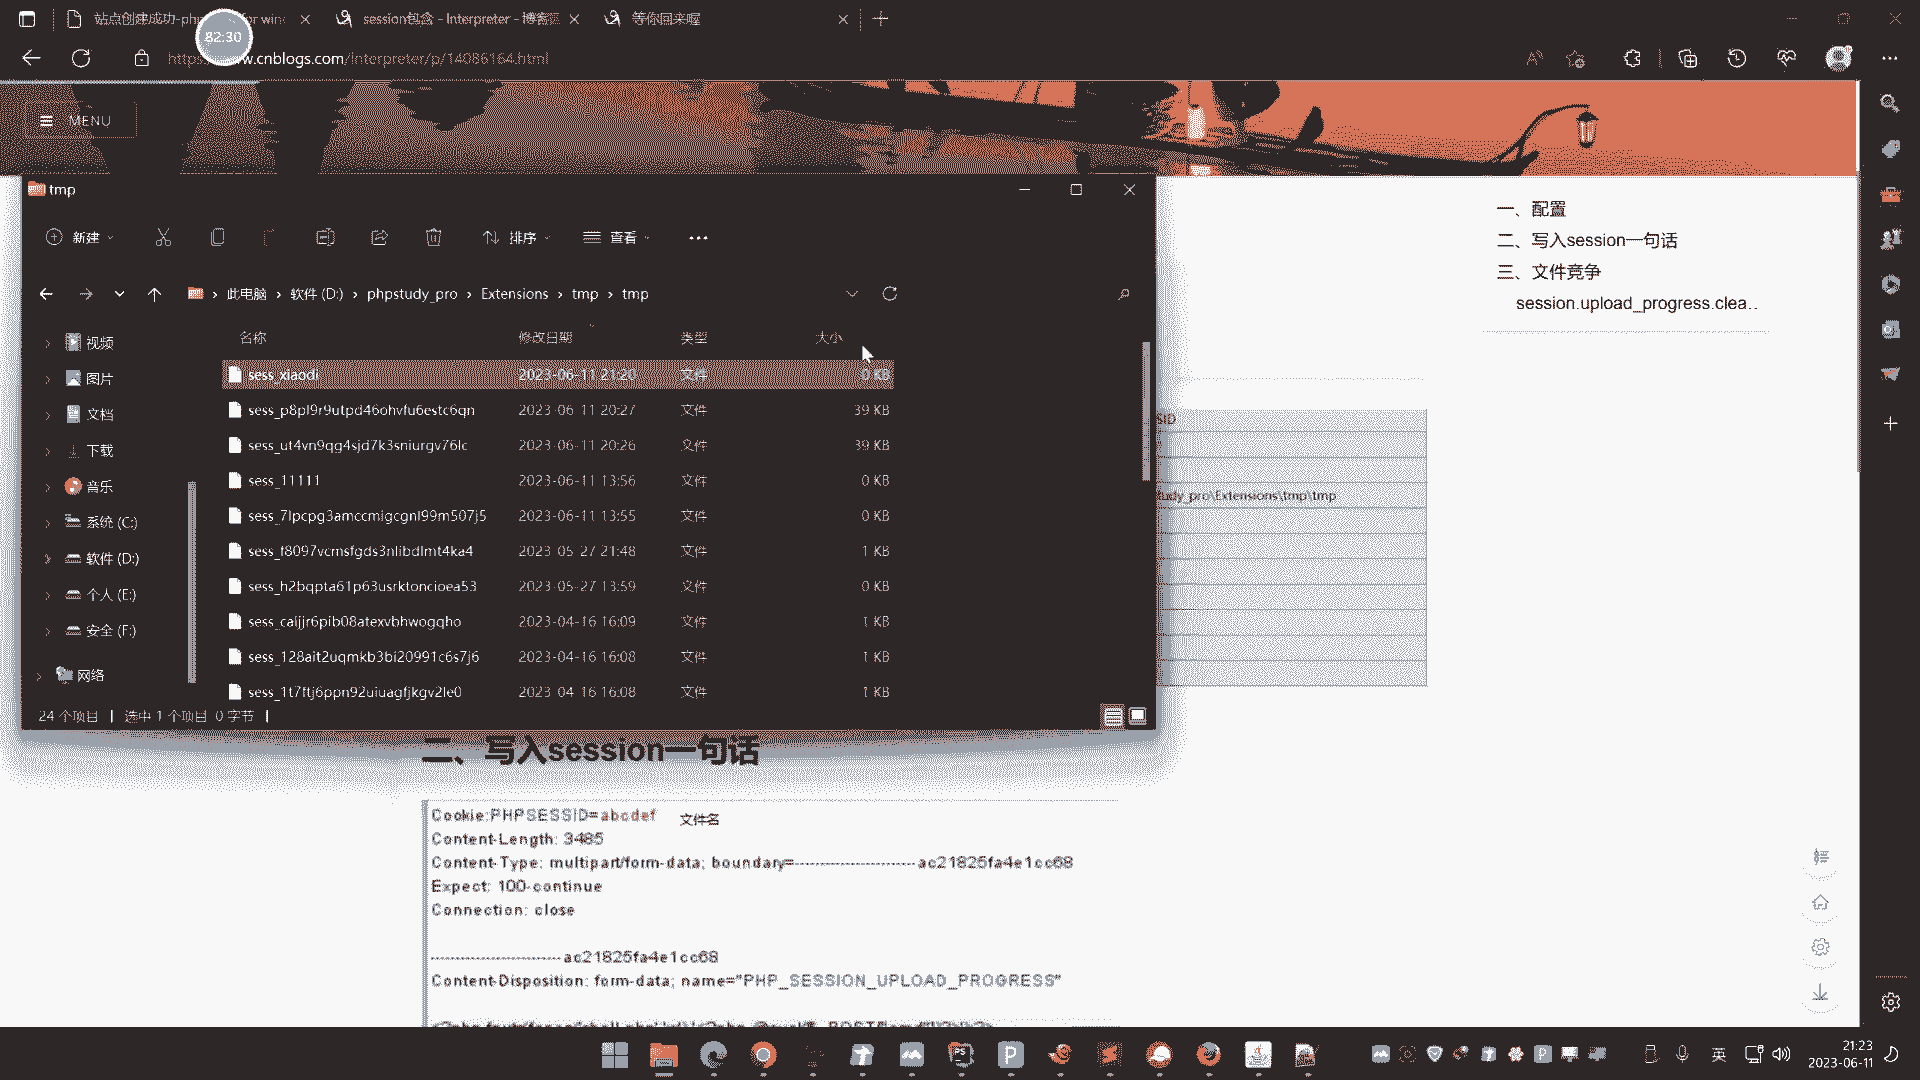 session包含 - Interpreter - 博客园
等你回来喔
82:30
www.cnblogs.com/Interpreter/p/14086164.html
MENU
tmp
新建
排序
查看
此电脑 › 软件 (D:) › phpstudy_pro › Extensions › tmp › tmp
名称 修改日期 类型 大小
视频
图片
文档
下载
音乐
系统 (C:)
软件 (D:)
个人 (E:)
安全 (F:)
网络
sess_xiaodi 2023-06-11 21:20 文件 0 KB
sess_p8pl9r9utpd46ohvfu6estc6qn 2023-06-11 20:27 文件 39 KB
sess_ut4vn9qg4sjd7k3sniurgv76lc 2023-06-11 20:26 文件 39 KB
sess_11111 2023-06-11 13:56 文件 0 KB
sess_7lpcpg3amccmigcgnl99m507j5 2023-06-11 13:55 文件 0 KB
sess_f8097vcmsfgds3nlibdlmt4ka4 2023-05-27 21:48 文件 1 KB
sess_h2bqpta61p63usrktoncioea53 2023-05-27 13:59 文件 0 KB
sess_caijjr6pib08atexvbhwogqho 2023-04-16 16:09 文件 1 KB
sess_128ait2uqmkb3bi20991c6s7j6 2023-04-16 16:08 文件 1 KB
sess_1t7ftj6ppn92uiuagfjkgv2le0 2023-04-16 16:08 文件 1 KB
24 个项目 | 选中 1 个项目 0 字节 |
一、配置
二、写入session一句话
三、文件竞争
session.upload_progress.clea..
SID
tudy_pro\Extensions\tmp\tmp
二、写入session一句话
Cookie:PHPSESSID=abcdef 文件名
Content-Length: 3485
Content-Type: multipart/form-data; boundary=--------------------------ac21825fa4e1cc68
Expect: 100-continue
Connection: close
--------------------------ac21825fa4e1cc68
Content-Disposition: form-data; name="PHP_SESSION_UPLOAD_PROGRESS"
英
21:23
2023-06-11